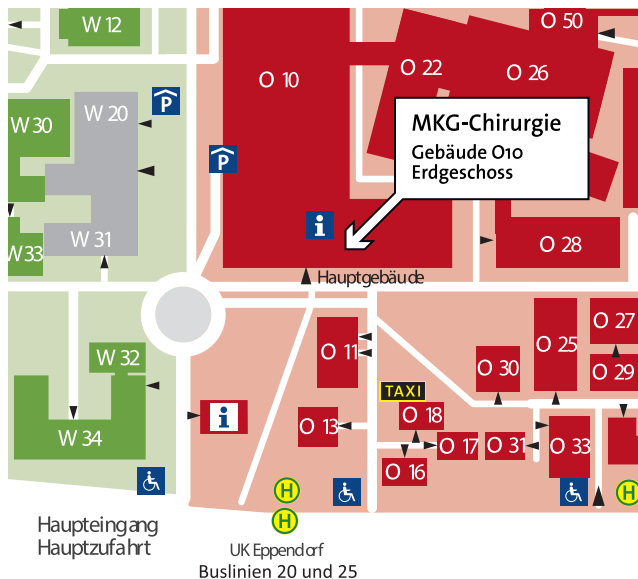 W 12
O 50
O 22
O 26
O 10
W 20
P
W 30
MKG-Chirurgie
Gebäude O10
Erdgeschoss
P
W 31
W 33
i
O 28
Hauptgebäude
O 27
O 11
O 25
W 32
O 30
O 29
TAXI
i
O 18
O 13
W 34
O 17
O 31
O 33
O 16
H
H
H
Haupteingang
Hauptzufahrt
UK Eppendorf
Buslinien 20 und 25